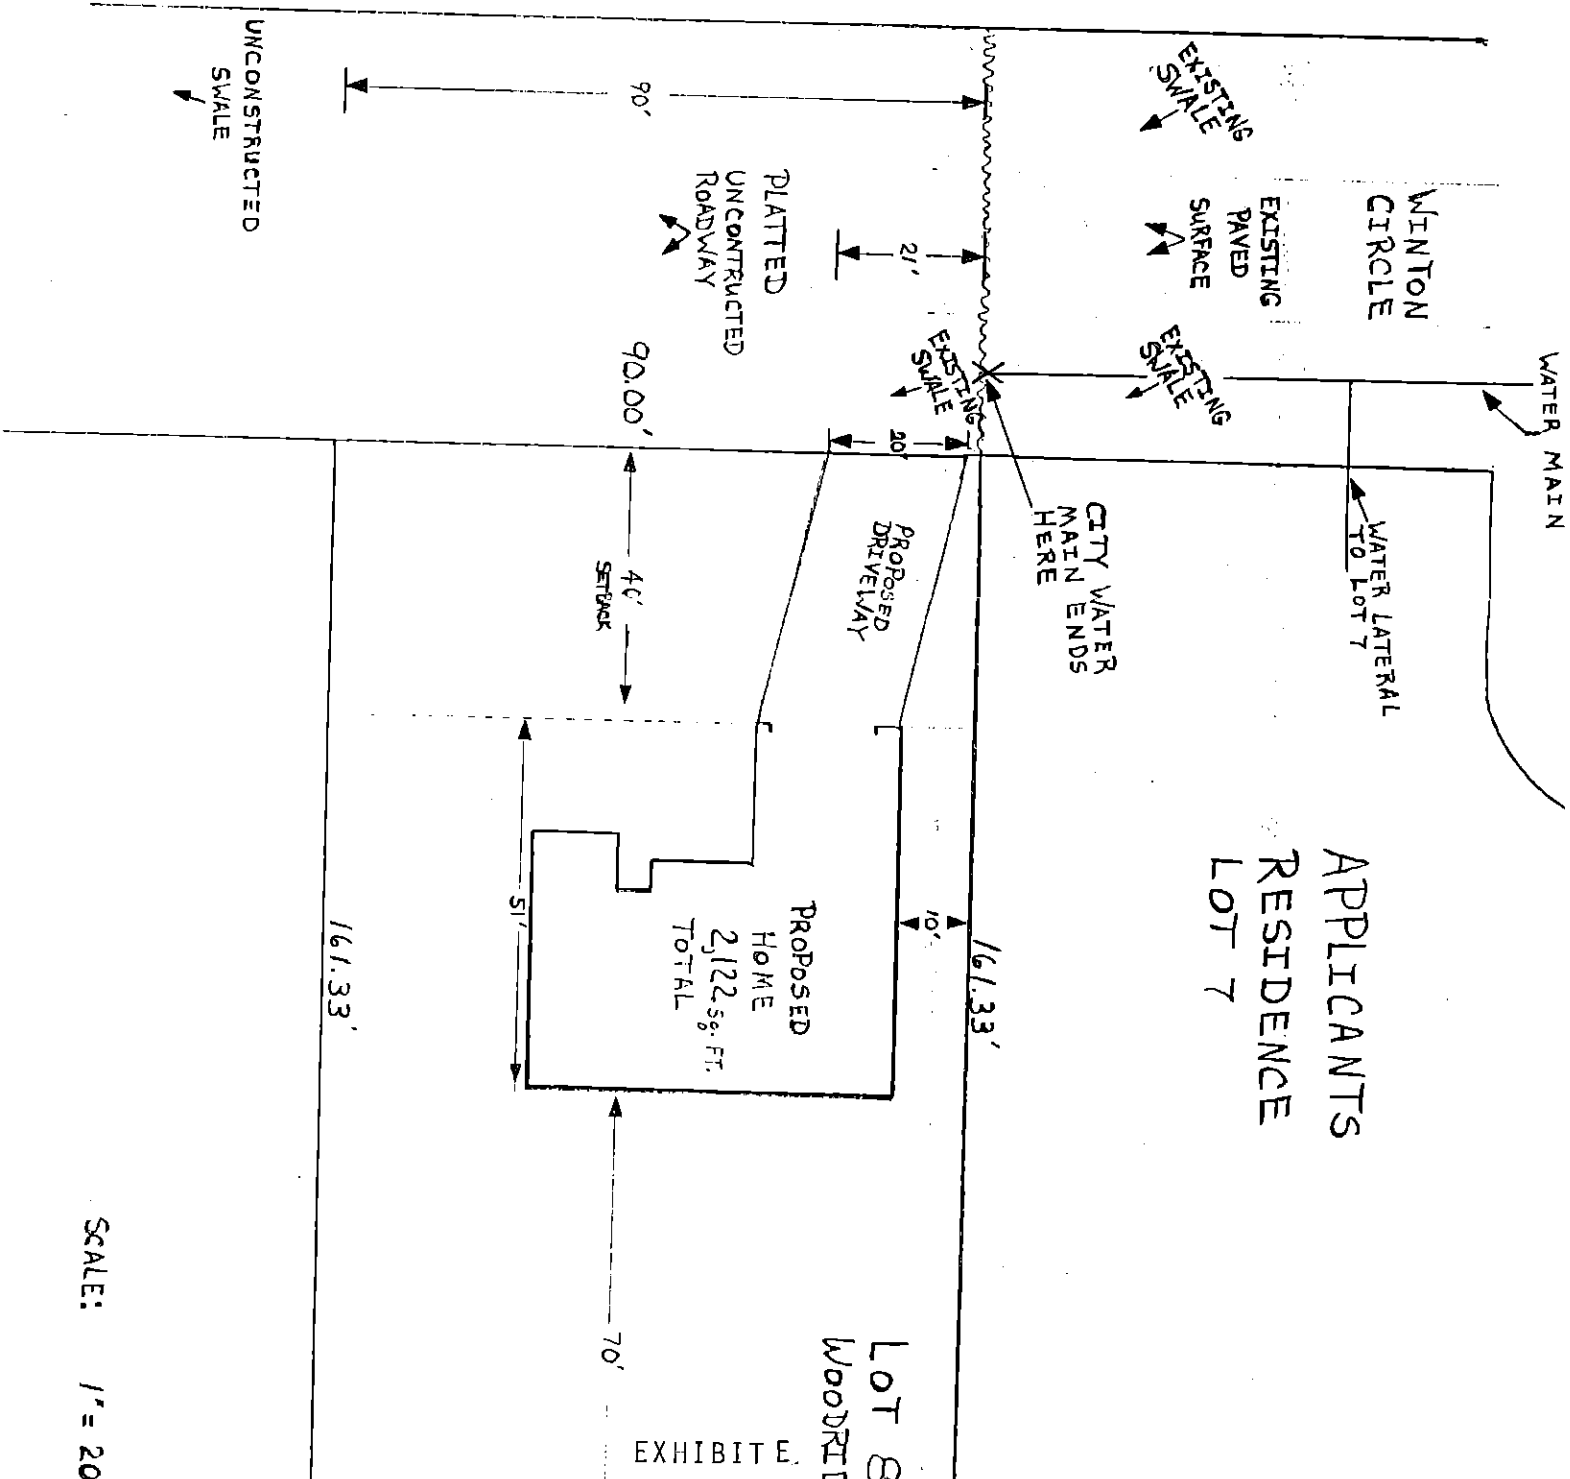 WATER MAIN
WINTON
CIRCLE
EXISTING
SWALE
EXISTING
PAVED
SURFACE
EXISTING
SWALE
WATER LATERAL
TO LOT 7
APPLICANTS
RESIDENCE
LOT 7
CITY WATER
MAIN ENDS
HERE
EXISTING
SWALE
90'
21'
20'
PLATTED
UNCONTRUCTED
ROADWAY
UNCONSTRUCTED
SWALE
90.00'
PROPOSED
DRIVEWAY
SETBACK
10'
161.33'
PROPOSED
HOME
2,122 SQ. FT.
TOTAL
51'
70'
161.33'
LOT 8
EXHIBIT E
SCALE: 1" = 20